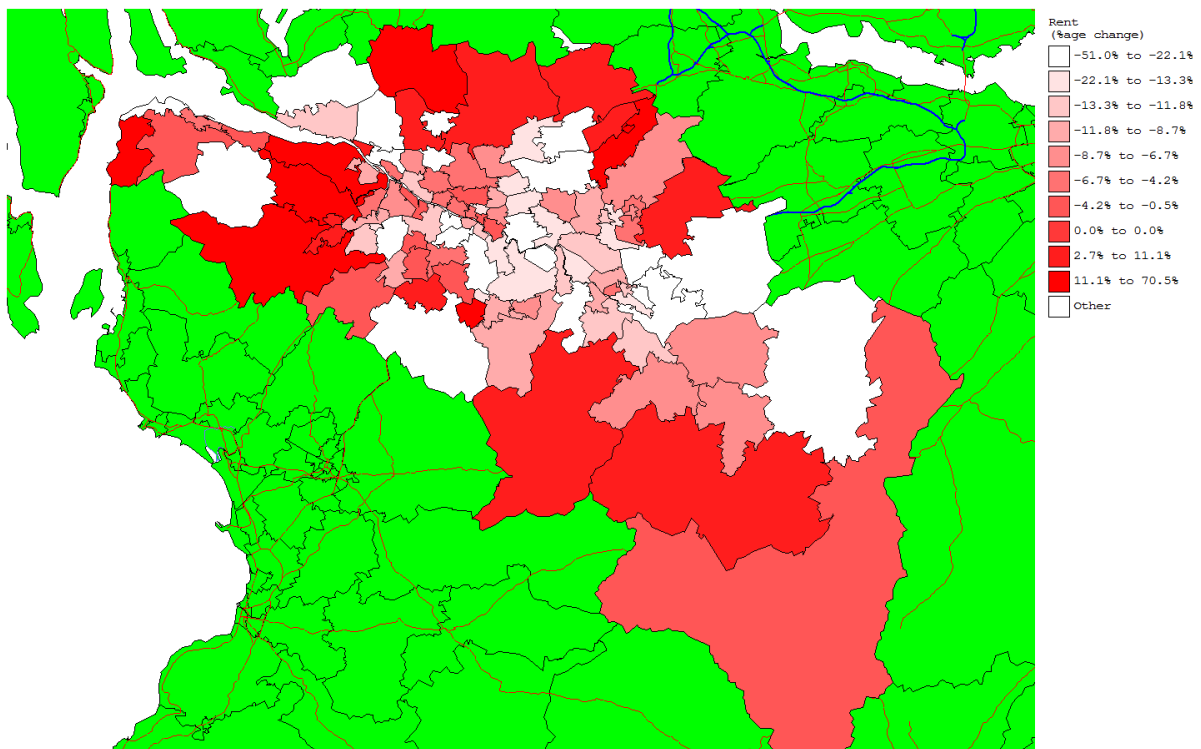 Rent
(%age change)
-51.0% to -22.1%
-22.1% to -13.3%
-13.3% to -11.8%
-11.8% to -8.7%
-8.7% to -6.7%
-6.7% to -4.2%
-4.2% to -0.5%
0.0% to 0.0%
2.7% to 11.1%
11.1% to 70.5%
Other